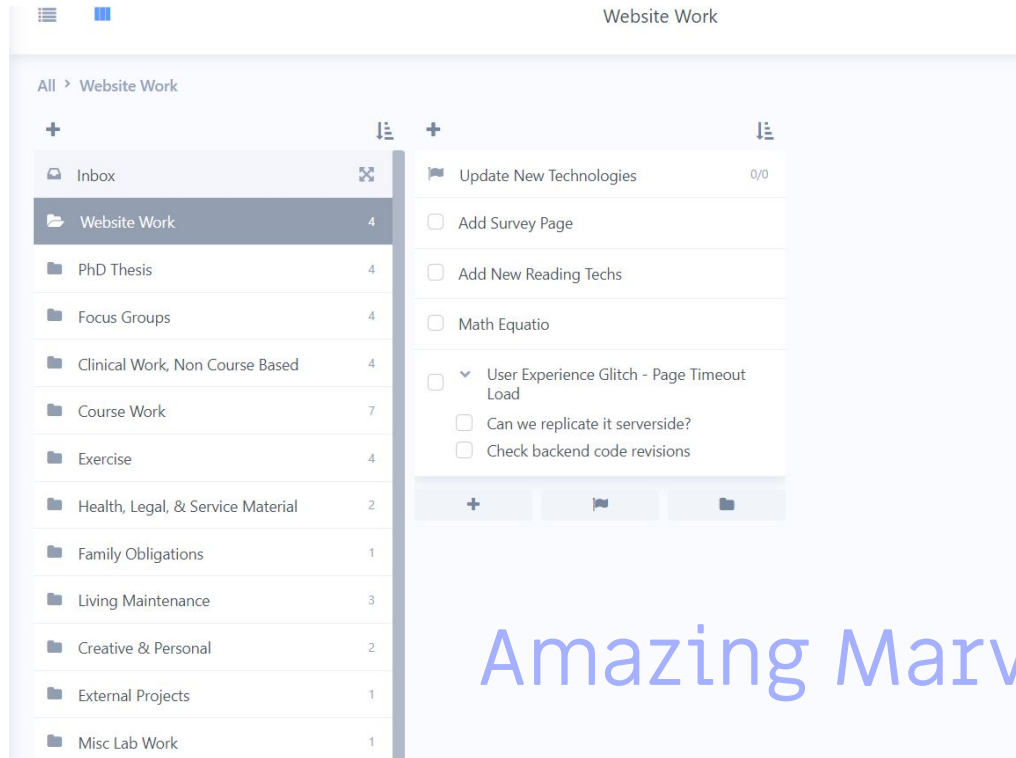 Website Work
All > Website Work
Inbox
Website Work 4
PhD Thesis 4
Focus Groups 4
Clinical Work, Non Course Based 4
Course Work 7
Exercise 4
Health, Legal, & Service Material 2
Family Obligations 1
Living Maintenance 3
Creative & Personal 2
External Projects 1
Misc Lab Work 1
Update New Technologies 0/0
Add Survey Page
Add New Reading Techs
Math Equatio
User Experience Glitch - Page Timeout
Load
Can we replicate it serverside?
Check backend code revisions
Amazing Marv